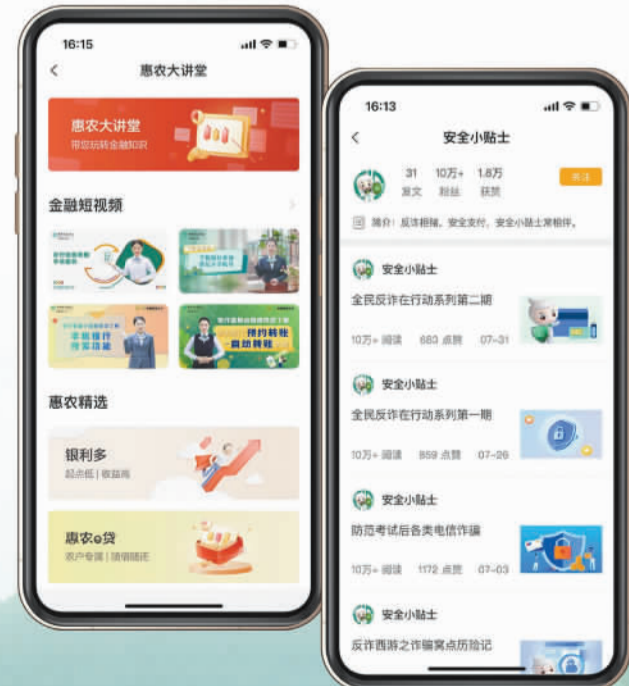 16:15
惠农大讲堂
惠农大讲堂
带您玩转金融知识
金融短视频
手机银行
搜索功能
预约转账
自动转账
惠农精选
银利多
起点低 | 收益高
惠农e贷
农户专属 | 随借随还
16:13
安全小贴士
31 10万+ 1.8万
发文 粉丝 获赞
关注
简介：反诈相辅，安全支付，安全小贴士常相伴。
安全小贴士
全民反诈在行动系列第二期
10万+ 阅读 683 点赞 07-31
安全小贴士
全民反诈在行动系列第一期
10万+ 阅读 859 点赞 07-26
安全小贴士
防范考试后各类电信诈骗
10万+ 阅读 1172 点赞 07-03
安全小贴士
反诈西游之诈骗窝点历险记